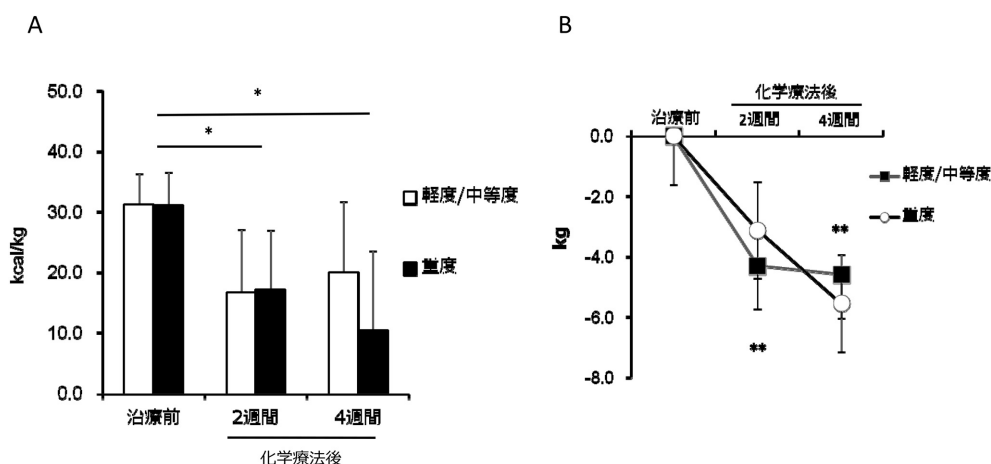 A
50.0
40.0
30.0
20.0
10.0
0.0
kcal/kg
*
*
軽度/中等度
重度
治療前
2週間
4週間
化学療法後
B
化学療法後
治療前
2週間
4週間
0.0
-2.0
-4.0
-6.0
-8.0
kg
軽度/中等度
重度
**
**